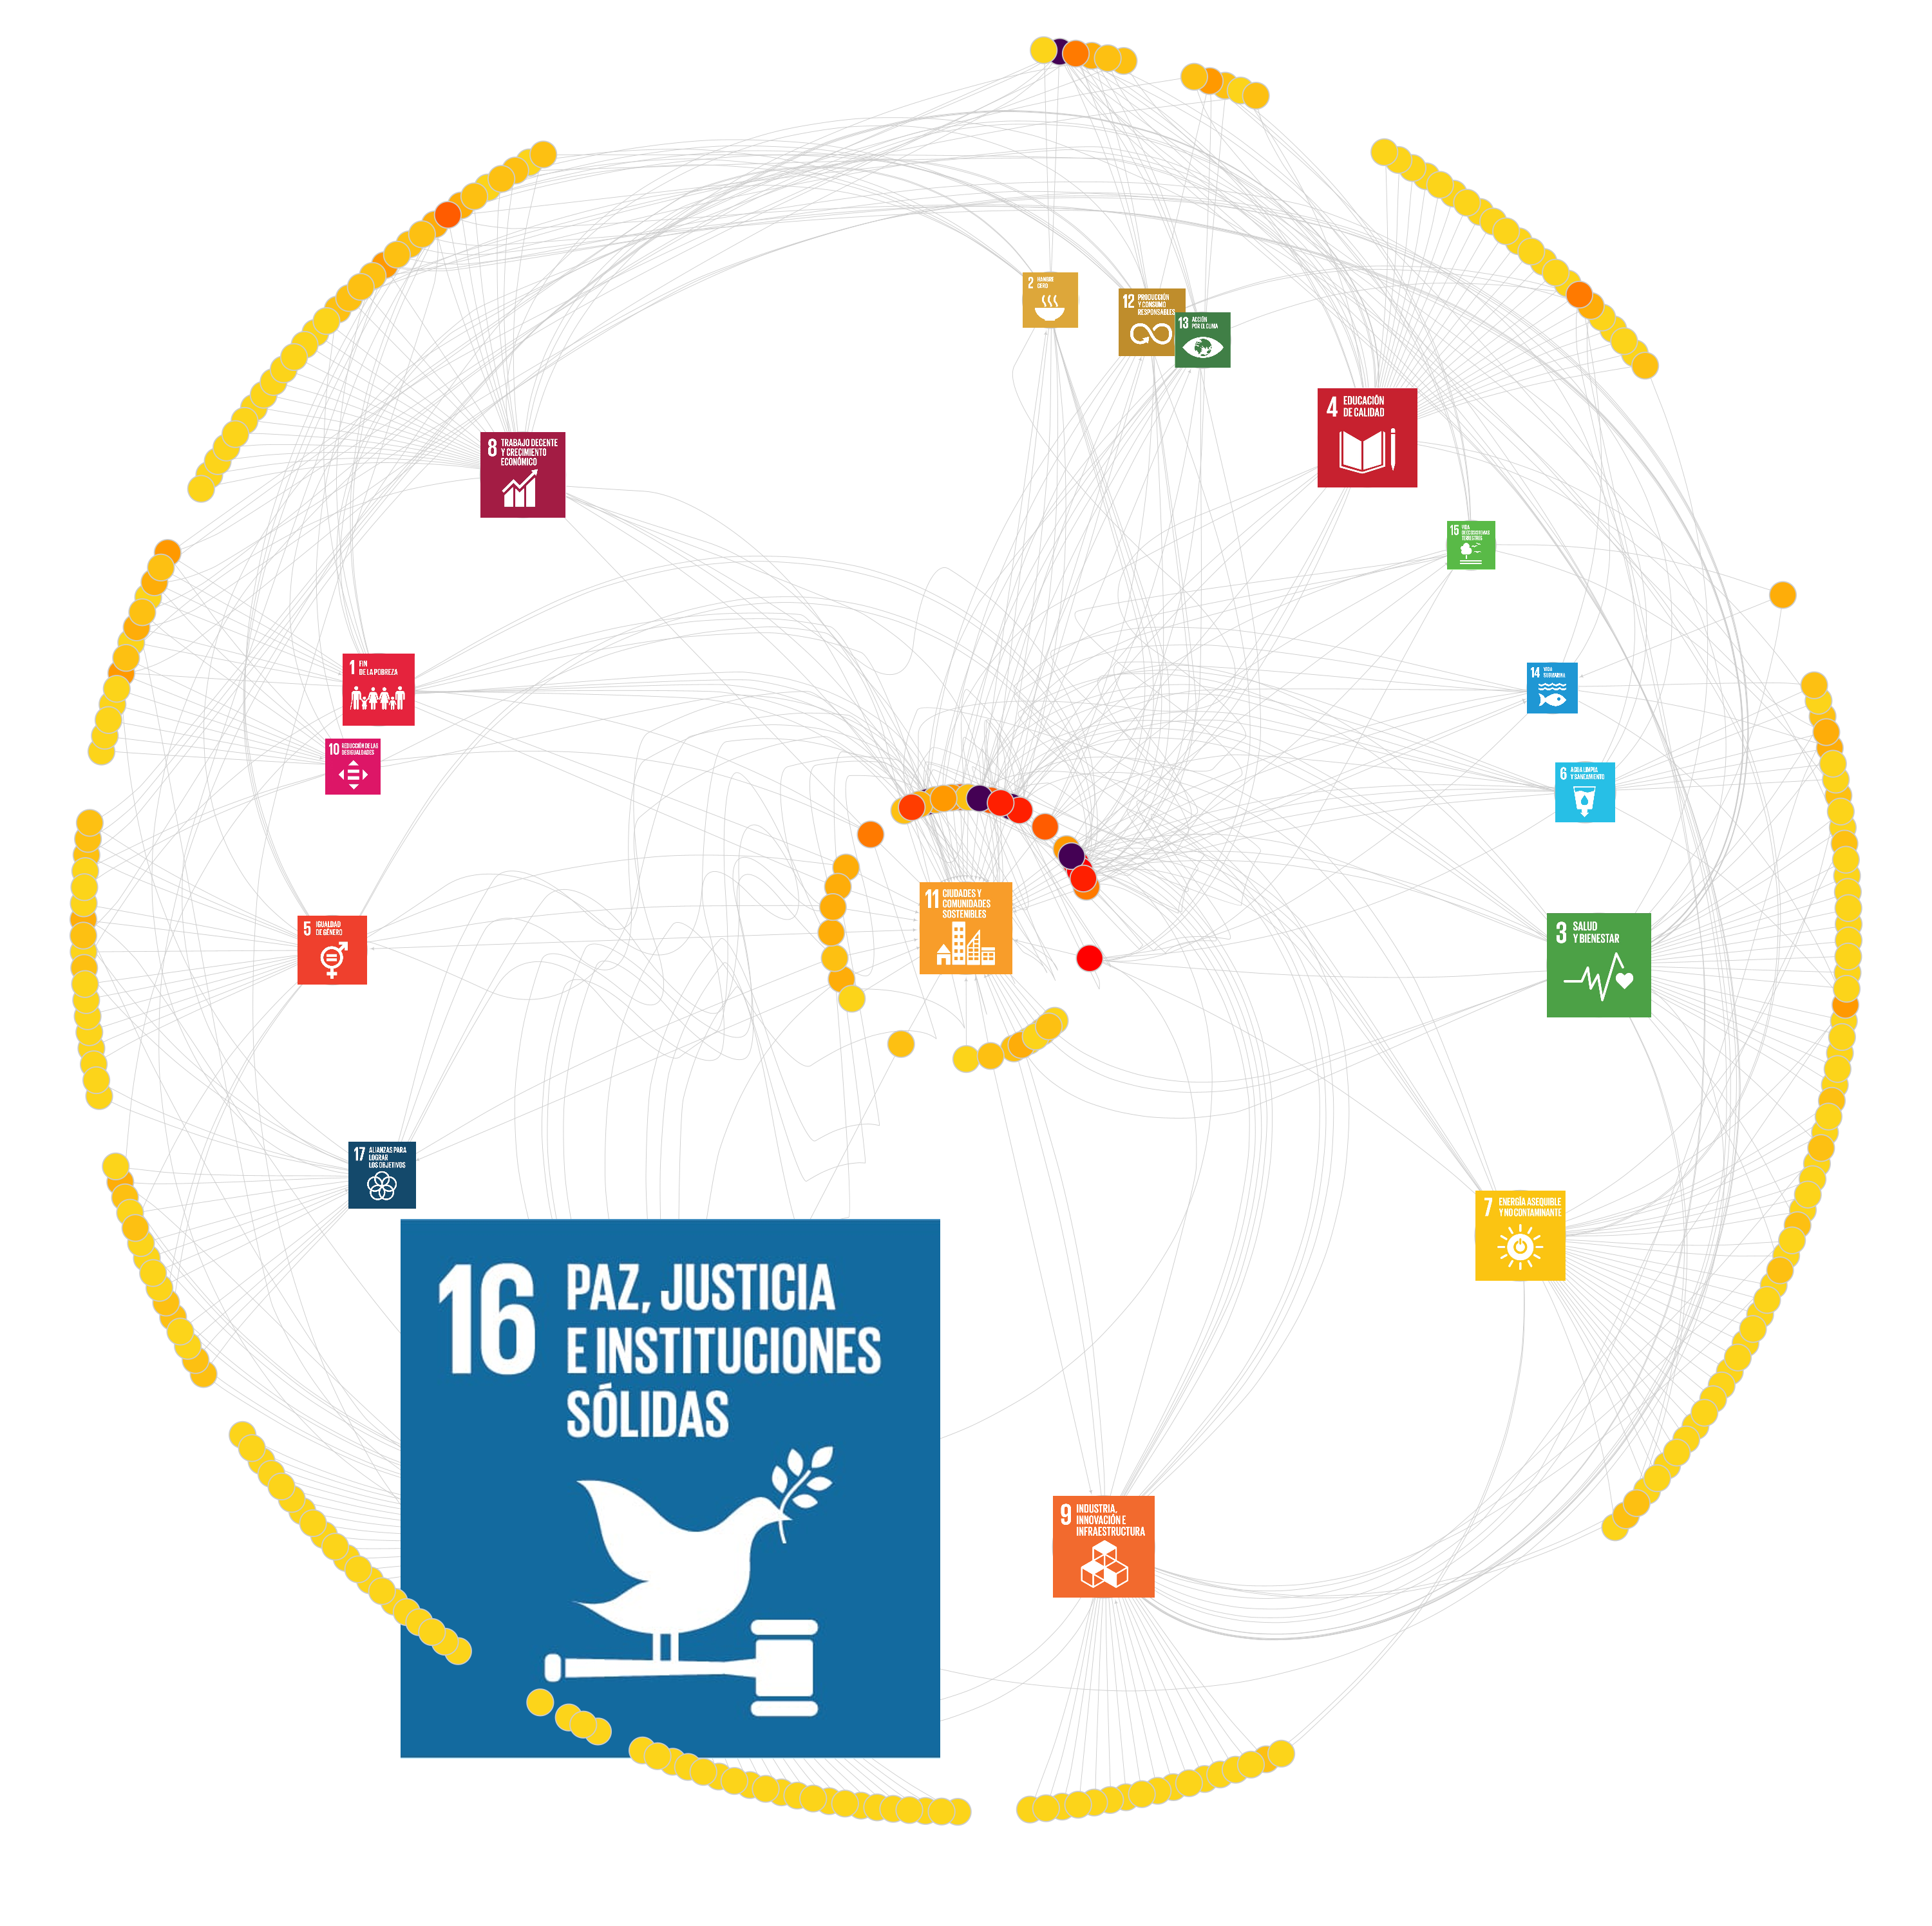 2 HAMBRE
CERO
12 PRODUCCIÓN
Y CONSUMO
RESPONSABLES
13 ACCIÓN
POR EL CLIMA
4 EDUCACIÓN
DE CALIDAD
8 TRABAJO DECENTE
Y CRECIMIENTO
ECONÓMICO
15 VIDA
DE ECOSISTEMAS
TERRESTRES
1 FIN
DE LA POBREZA
14 VIDA
SUBMARINA
10 REDUCCIÓN DE LAS
DESIGUALDADES
6 AGUA LIMPIA
Y SANEAMIENTO
11 CIUDADES Y
COMUNIDADES
SOSTENIBLES
5 IGUALDAD
DE GÉNERO
3 SALUD
Y BIENESTAR
17 ALIANZAS PARA
LOGRAR
LOS OBJETIVOS
7 ENERGÍA ASEQUIBLE
Y NO CONTAMINANTE
16 PAZ, JUSTICIA
E INSTITUCIONES
SÓLIDAS
9 INDUSTRIA,
INNOVACIÓN E
INFRAESTRUCTURA